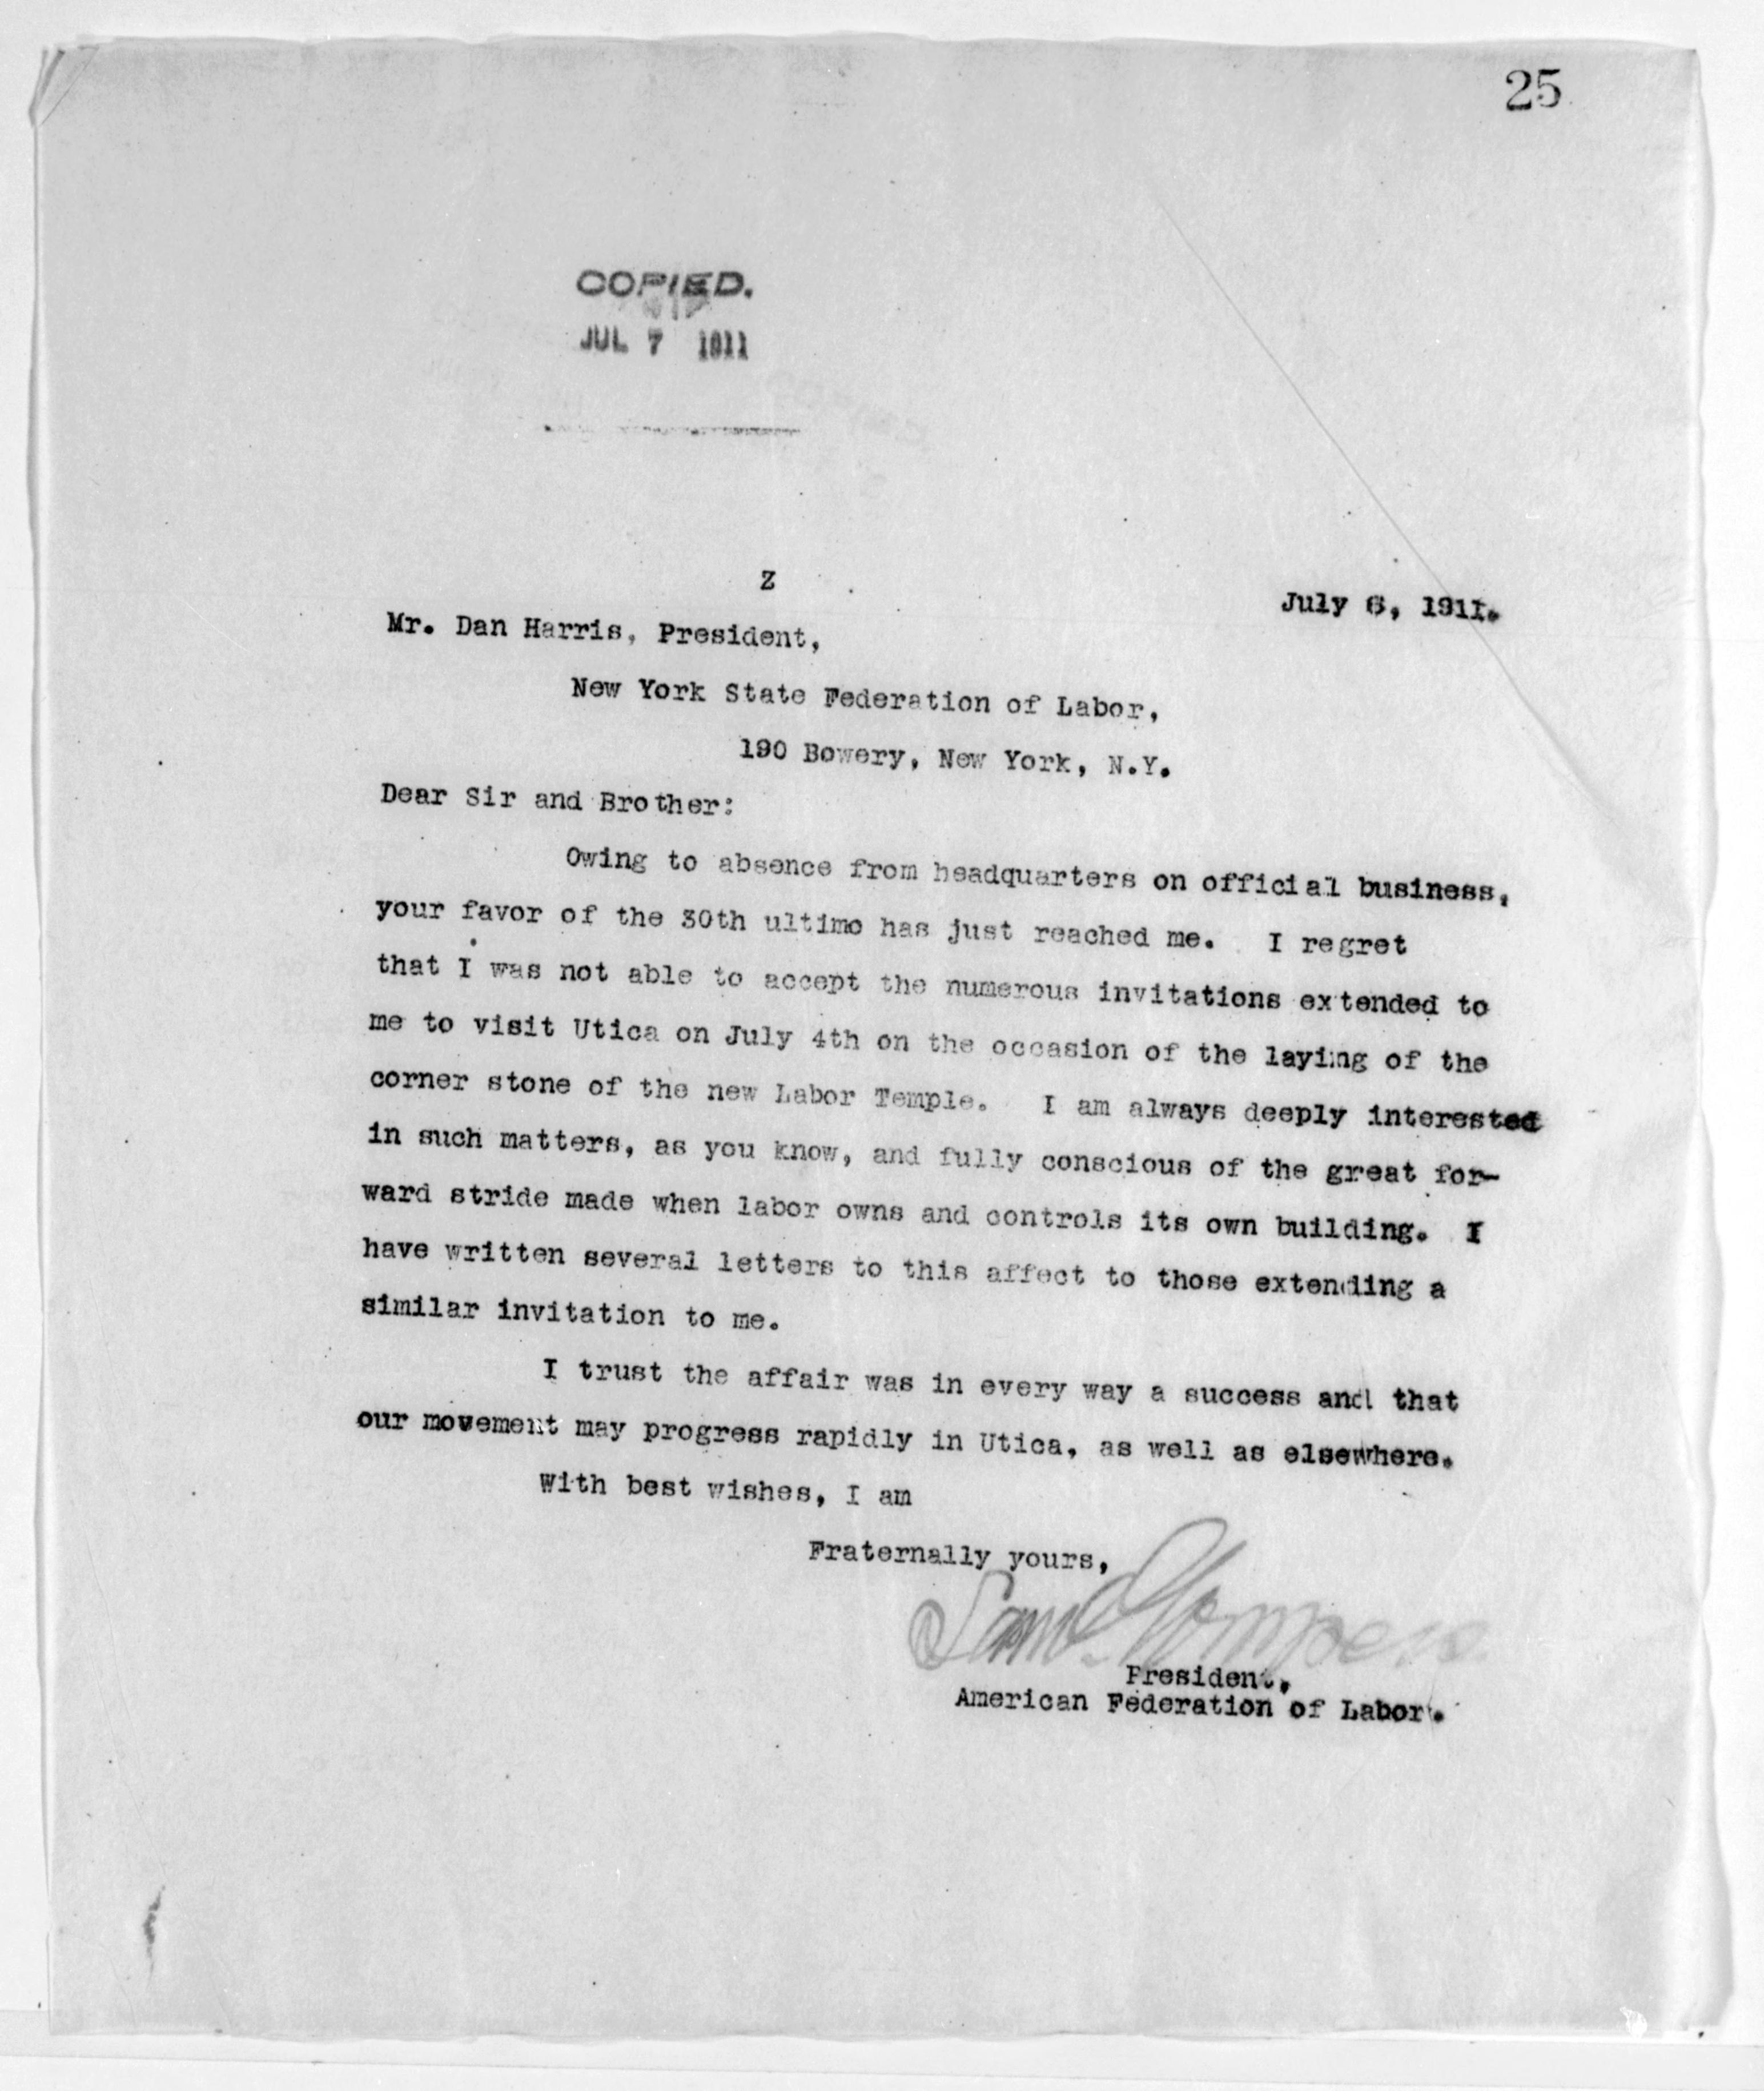 25
COPIED.
JUL 7 1911
Z
July 6, 1911.
Mr. Dan Harris, President,
New York State Federation of Labor,
190 Bowery, New York, N.Y.
Dear Sir and Brother:
Owing to absence from headquarters on official business,
your favor of the 30th ultimo has just reached me. I regret
that I was not able to accept the numerous invitations extended to
me to visit Utica on July 4th on the occasion of the laying of the
corner stone of the new Labor Temple. I am always deeply interested
in such matters, as you know, and fully conscious of the great for-
ward stride made when labor owns and controls its own building. I
have written several letters to this affect to those extending a
similar invitation to me.
I trust the affair was in every way a success and that
our movement may progress rapidly in Utica, as well as elsewhere.
With best wishes, I am
Fraternally yours,
Saml. Gompers
President,
American Federation of Labor.